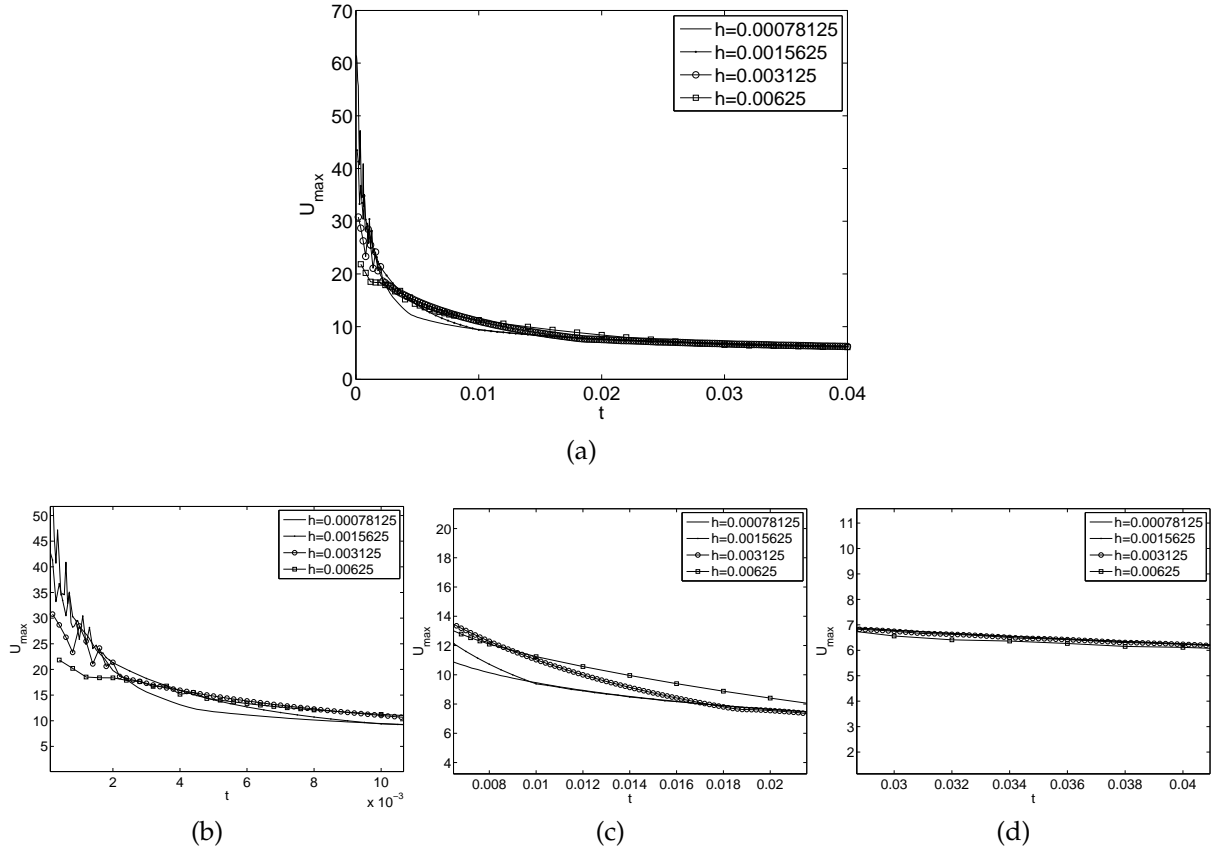 70
60
50
40
30
20
10
0
U_max
0 0.01 0.02 0.03 0.04
t
h=0.00078125
h=0.0015625
h=0.003125
h=0.00625
(a)
50
45
40
35
30
25
20
15
10
5
U_max
2 4 6 8 10
t
x 10^-3
h=0.00078125
h=0.0015625
h=0.003125
h=0.00625
(b)
20
18
16
14
12
10
8
6
4
U_max
0.008 0.01 0.012 0.014 0.016 0.018 0.02
t
h=0.00078125
h=0.0015625
h=0.003125
h=0.00625
(c)
11
10
9
8
7
6
5
4
3
2
U_max
0.03 0.032 0.034 0.036 0.038 0.04
t
h=0.00078125
h=0.0015625
h=0.003125
h=0.00625
(d)